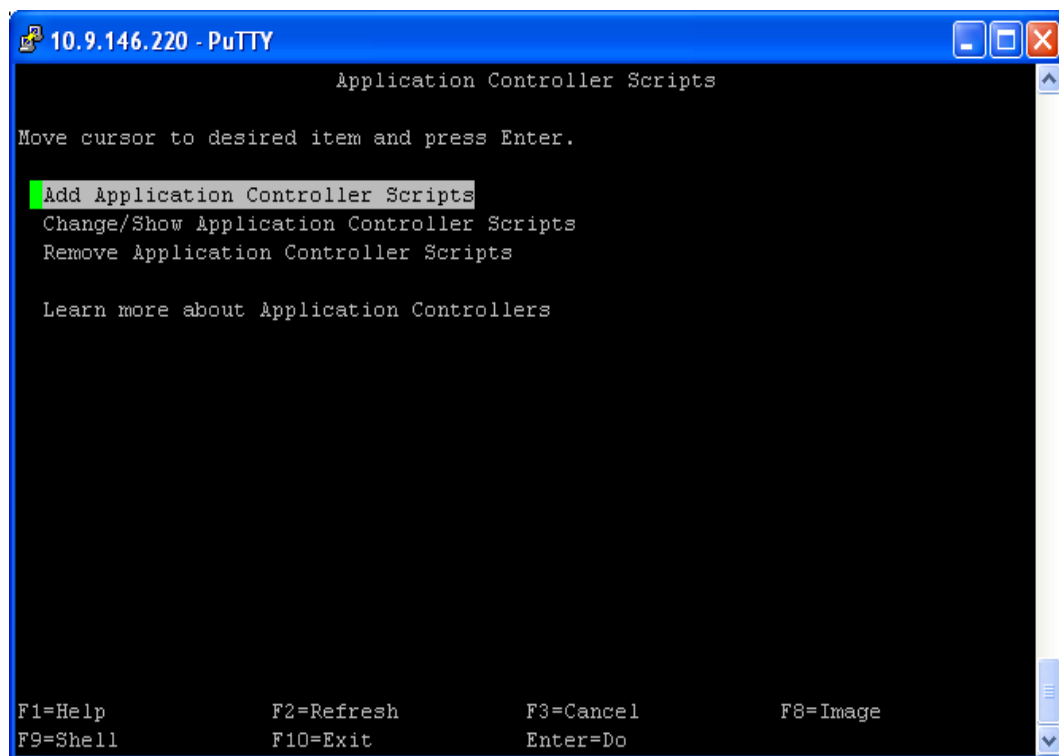 10.9.146.220 - PuTTY
Application Controller Scripts
Move cursor to desired item and press Enter.
Add Application Controller Scripts
Change/Show Application Controller Scripts
Remove Application Controller Scripts
Learn more about Application Controllers
F1=Help F2=Refresh F3=Cancel F8=Image
F9=Shell F10=Exit Enter=Do